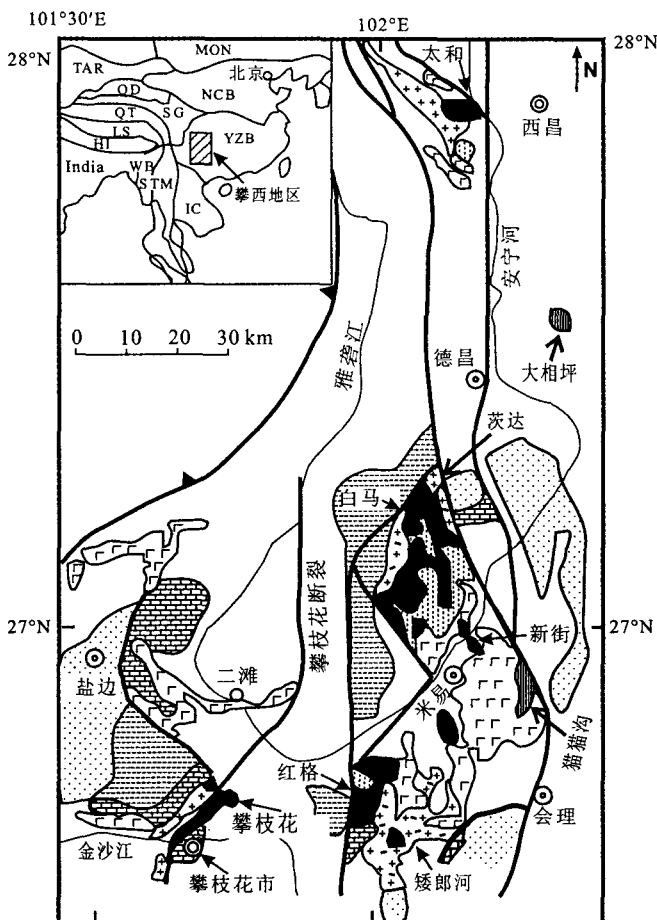 101°30′E
102°E
28°N
28°N
MON
TAR
北京
QD
NCB
QT
SG
LS
YZB
HI
India
WB
STM
攀西地区
IC
太和
N
西昌
安宁河
0 10 20 30 km
雅砻江
大相坪
德昌
茨达
白马
攀枝花断裂
27°N
27°N
新街
盐边
二滩
米易
猫猫沟
红格
会理
攀枝花
金沙江
攀枝花市
矮郎河